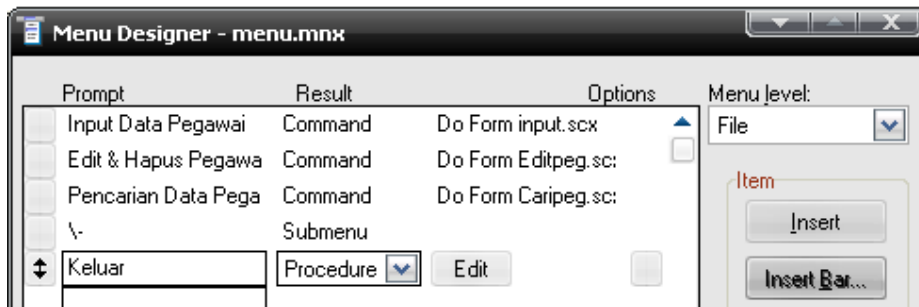 Menu Designer - menu.mnx
Prompt Result Options Menu level:
Input Data Pegawai Command Do Form input.scx File
Edit & Hapus Pegawa Command Do Form Editpeg.sc:
Pencarian Data Pega Command Do Form Caripeg.sc: Item
\- Submenu Insert
Keluar Procedure Edit Insert Bar...